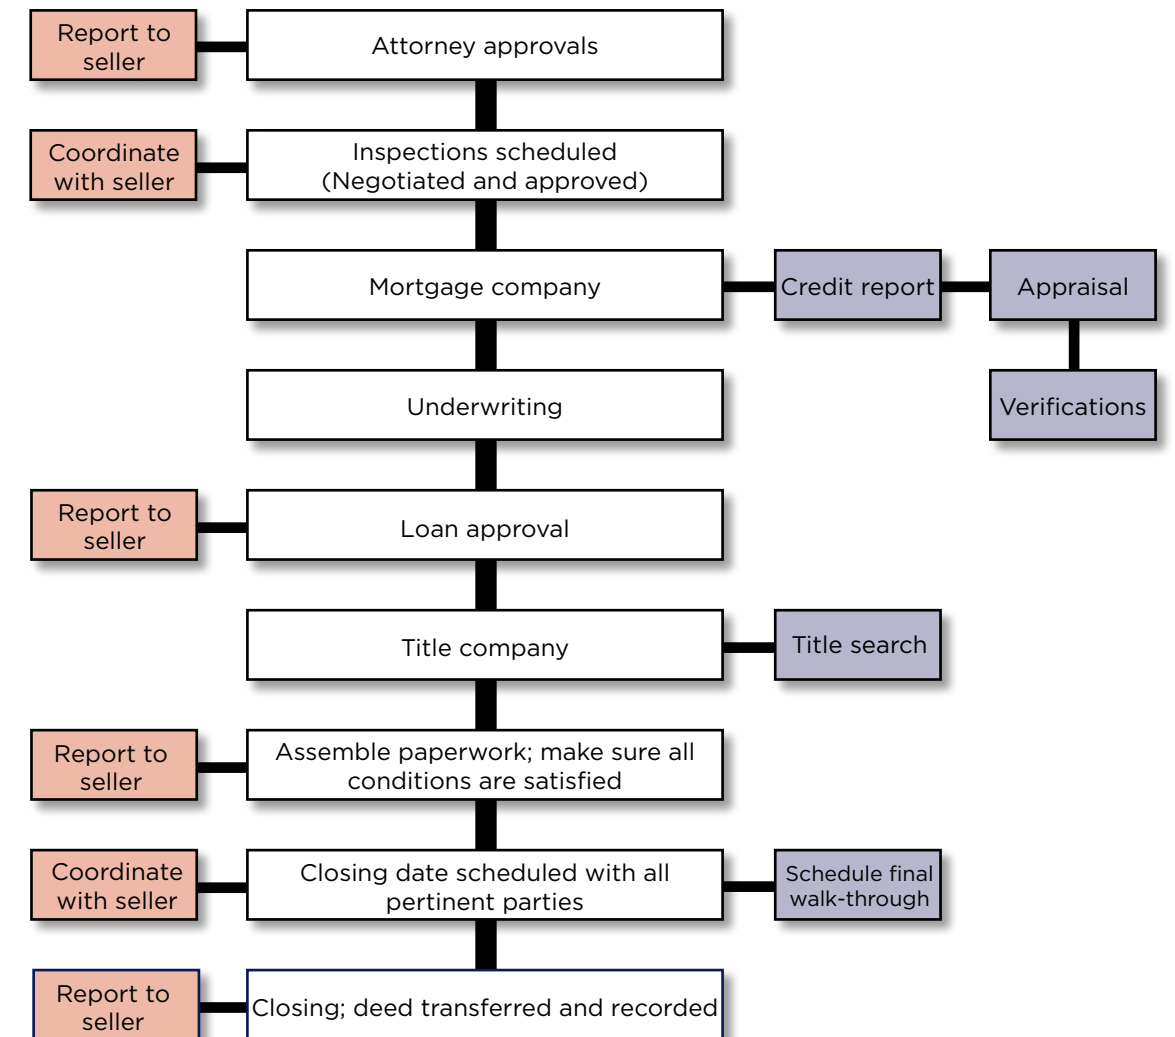 Report to
seller
Attorney approvals
Coordinate
with seller
Inspections scheduled
(Negotiated and approved)
Mortgage company
Credit report
Appraisal
Underwriting
Verifications
Report to
seller
Loan approval
Title company
Title search
Report to
seller
Assemble paperwork; make sure all
conditions are satisfied
Coordinate
with seller
Closing date scheduled with all
pertinent parties
Schedule final
walk-through
Report to
seller
Closing; deed transferred and recorded